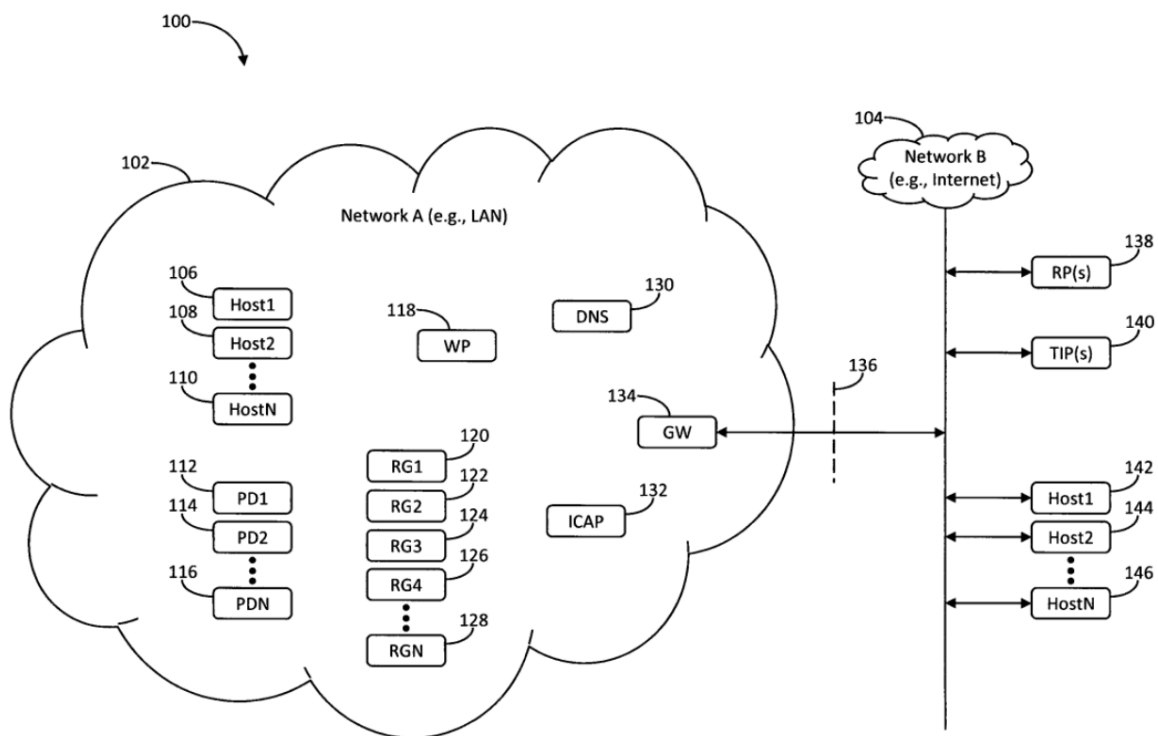 100
104
Network B
(e.g., Internet)
102
Network A (e.g., LAN)
138
RP(s)
106
Host1
130
DNS
108
Host2
118
WP
140
TIP(s)
110
HostN
136
134
GW
120
RG1
112
PD1
122
RG2
142
Host1
114
PD2
124
RG3
132
ICAP
144
Host2
126
RG4
116
PDN
146
HostN
128
RGN